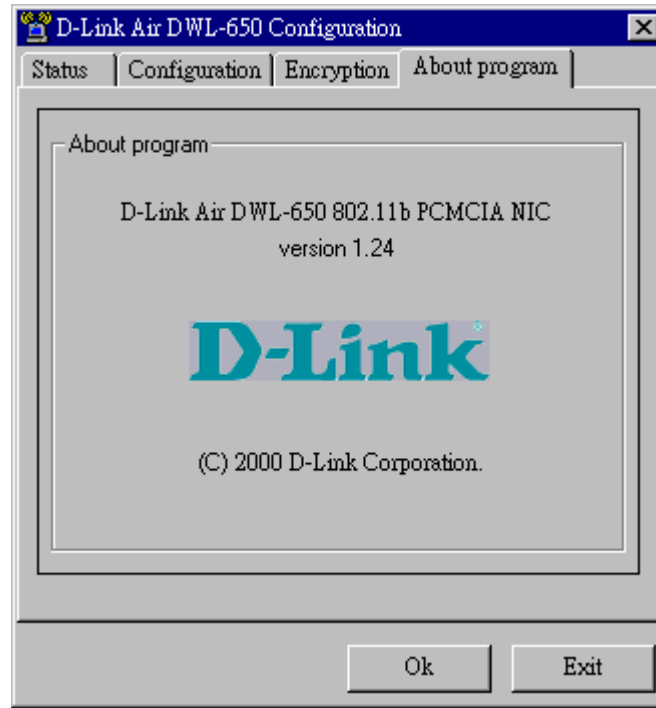 D-Link Air DWL-650 Configuration
Status Configuration Encryption About program
About program
D-Link Air DWL-650 802.11b PCMCIA NIC
version 1.24
D-Link
(C) 2000 D-Link Corporation.
Ok Exit